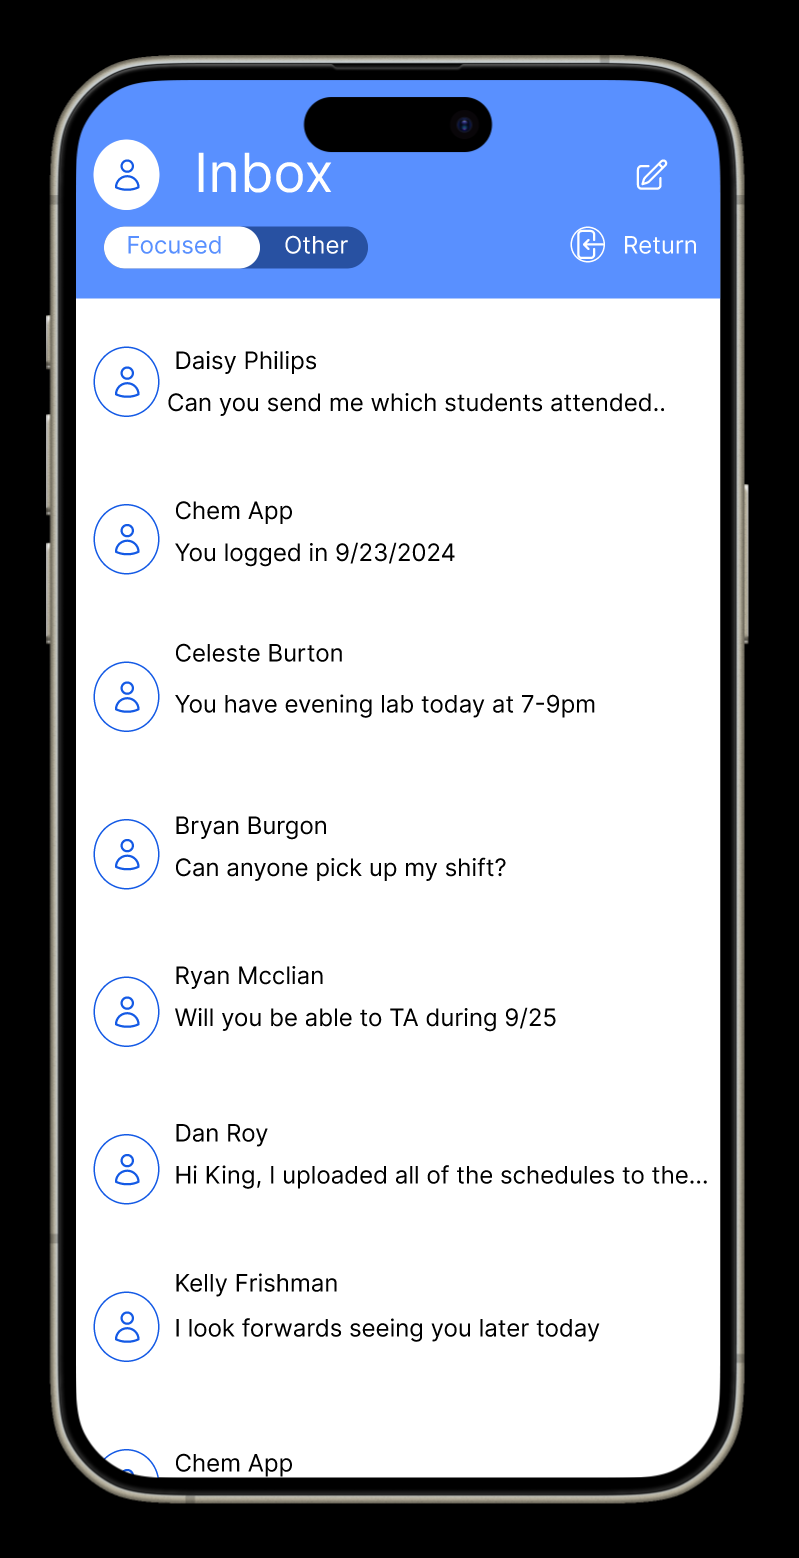 Inbox
Focused Other Return
Daisy Philips
Can you send me which students attended..
Chem App
You logged in 9/23/2024
Celeste Burton
You have evening lab today at 7-9pm
Bryan Burgon
Can anyone pick up my shift?
Ryan Mcclian
Will you be able to TA during 9/25
Dan Roy
Hi King, I uploaded all of the schedules to the...
Kelly Frishman
I look forwards seeing you later today
Chem App